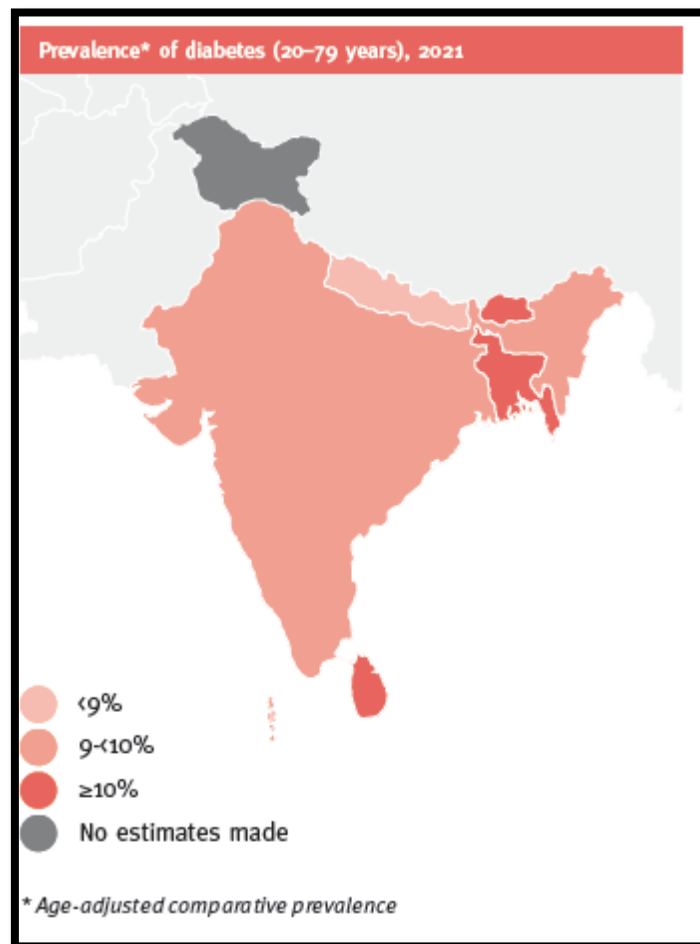 Prevalence* of diabetes (20–79 years), 2021
<9%
9-<10%
≥10%
No estimates made
* Age-adjusted comparative prevalence